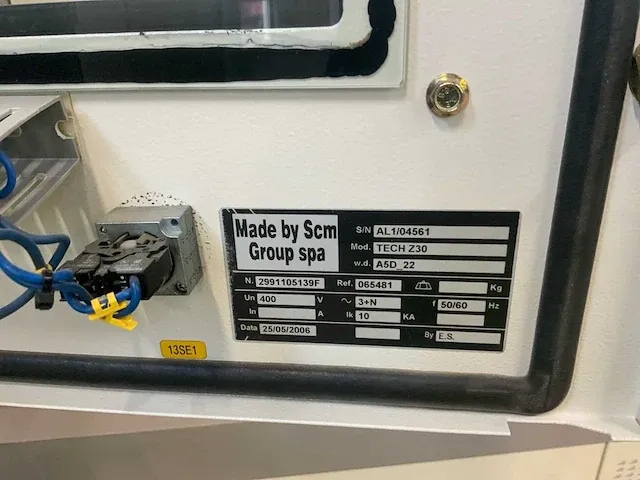 Made by Scm
Group spa
S/N AL1/04561
Mod. TECH Z30
w.d. A5D_22
N. 2991105139F Ref. 065481 Kg
Un 400 V ~ 3+N f 50/60 Hz
In A Ik 10 KA
Data 25/05/2006 By E.S.
13SE1